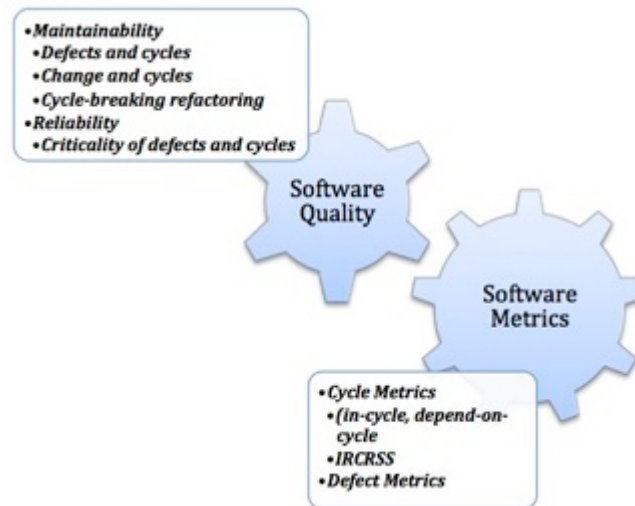 •Maintainability
•Defects and cycles
•Change and cycles
•Cycle-breaking refactoring
•Reliability
•Criticality of defects and cycles
Software
Quality
Software
Metrics
•Cycle Metrics
•(in-cycle, depend-on-
cycle
•IRCRSS
•Defect Metrics